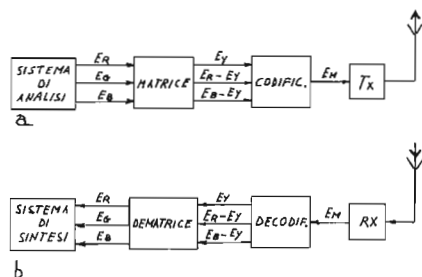 SISTEMA
DI
ANALISI
ER
EG
EB
MATRICE
EY
ER-EY
EB-EY
CODIFIC.
EM
TX
a
SISTEMA
DI
SINTESI
ER
EG
EB
DEMATRICE
EY
ER-EY
EB-EY
DECODIF.
EM
RX
b